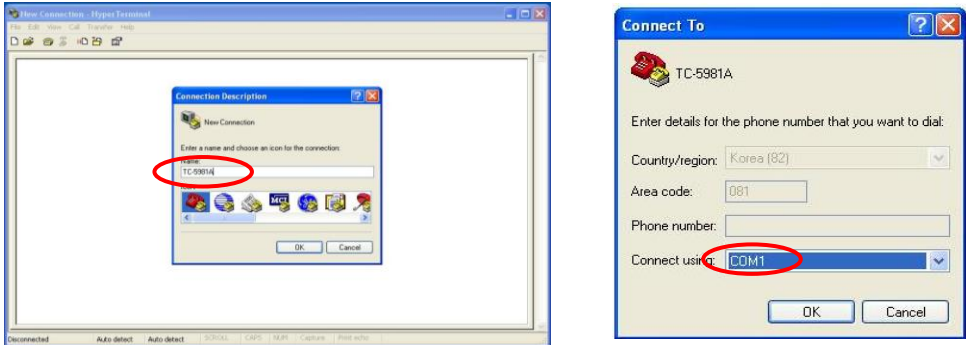 New Connection - HyperTerminal
File Edit View Call Transfer Help
Connection Description
New Connection
Enter a name and choose an icon for the connection:
Name:
TC-5981A
MCI
OK Cancel
Disconnected Auto detect Auto detect SCROLL CAPS NUM Capture Print echo
Connect To
TC-5981A
Enter details for the phone number that you want to dial:
Country/region: Korea (82)
Area code: 081
Phone number:
Connect using: COM1
OK Cancel